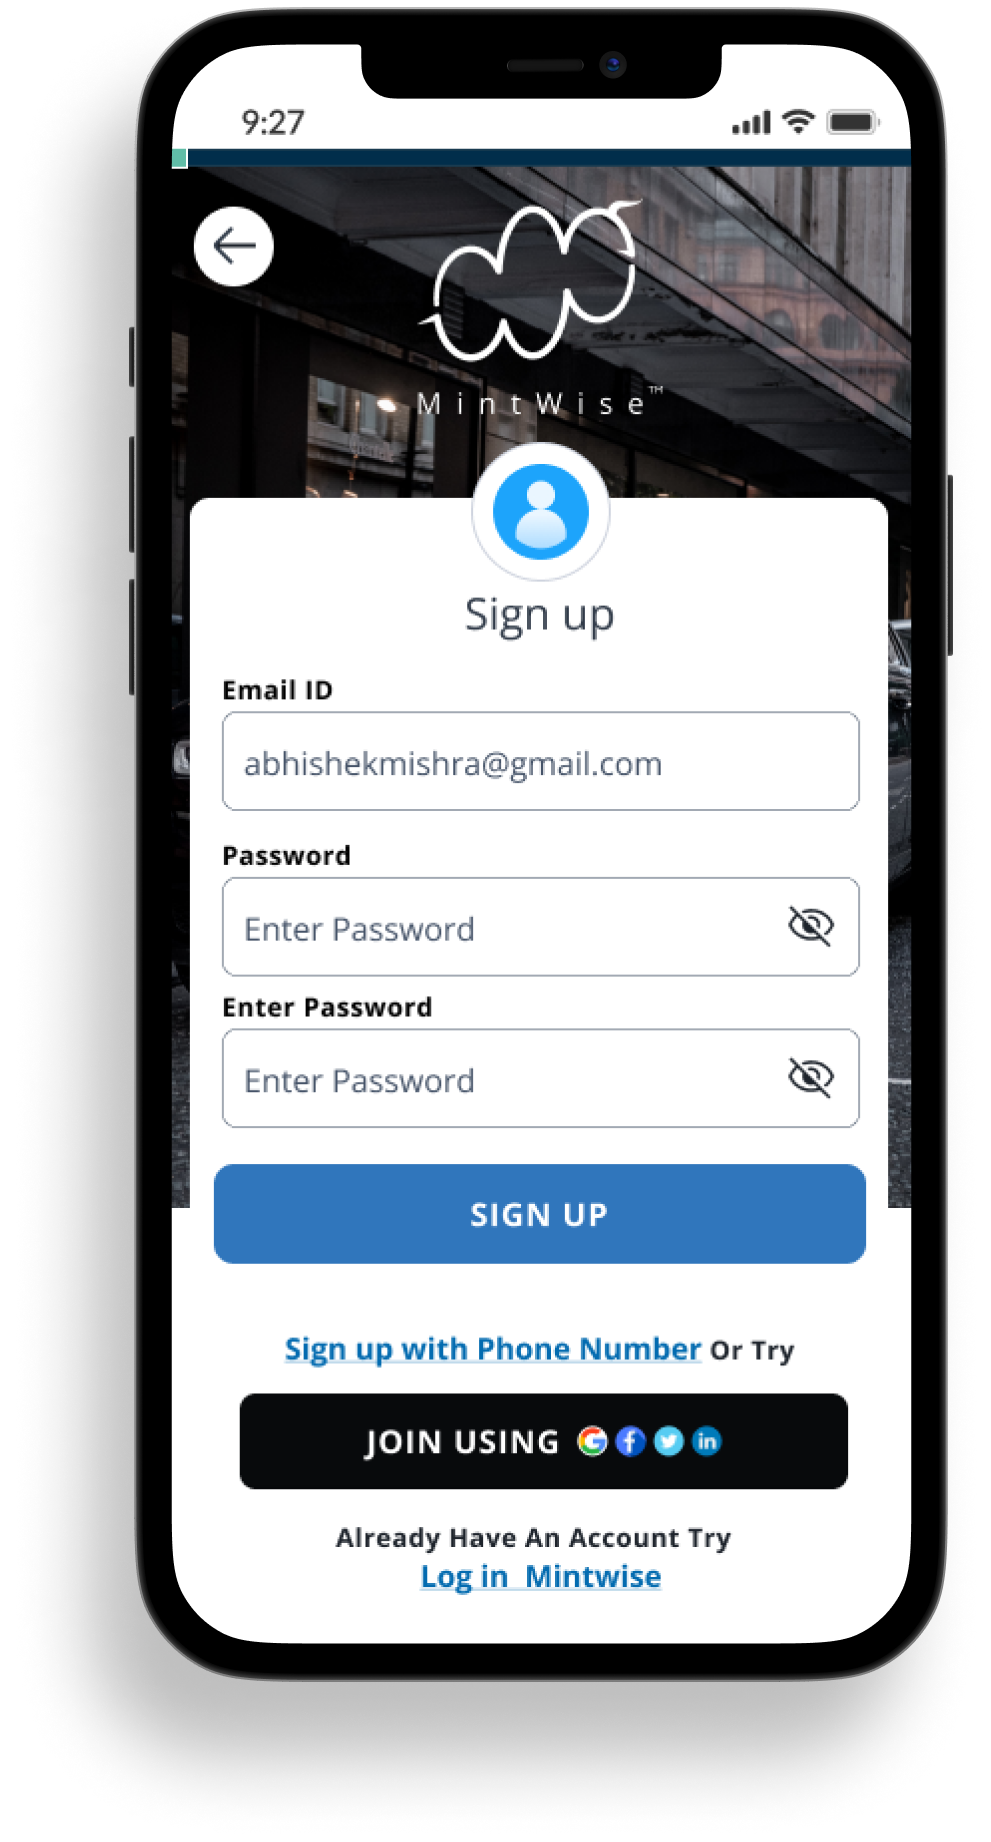 9:27
MintWise™
Sign up
Email ID
abhishekmishra@gmail.com
Password
Enter Password
Enter Password
Enter Password
SIGN UP
Sign up with Phone Number Or Try
JOIN USING G f in
Already Have An Account Try
Log in Mintwise